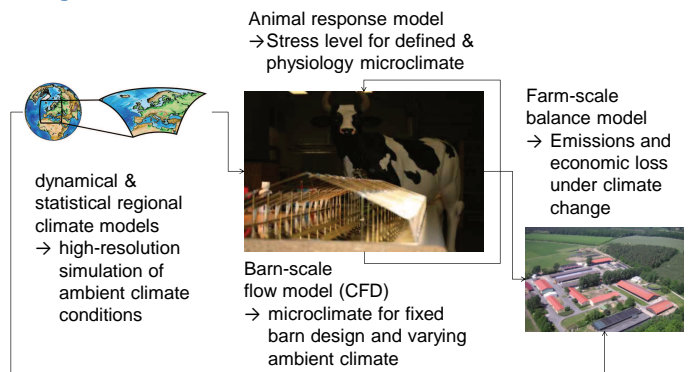 Animal response model
→Stress level for defined &
physiology microclimate
Farm-scale
balance model
→ Emissions and
economic loss
under climate
change
dynamical &
statistical regional
climate models
→ high-resolution
simulation of
ambient climate
conditions
Barn-scale
flow model (CFD)
→ microclimate for fixed
barn design and varying
ambient climate